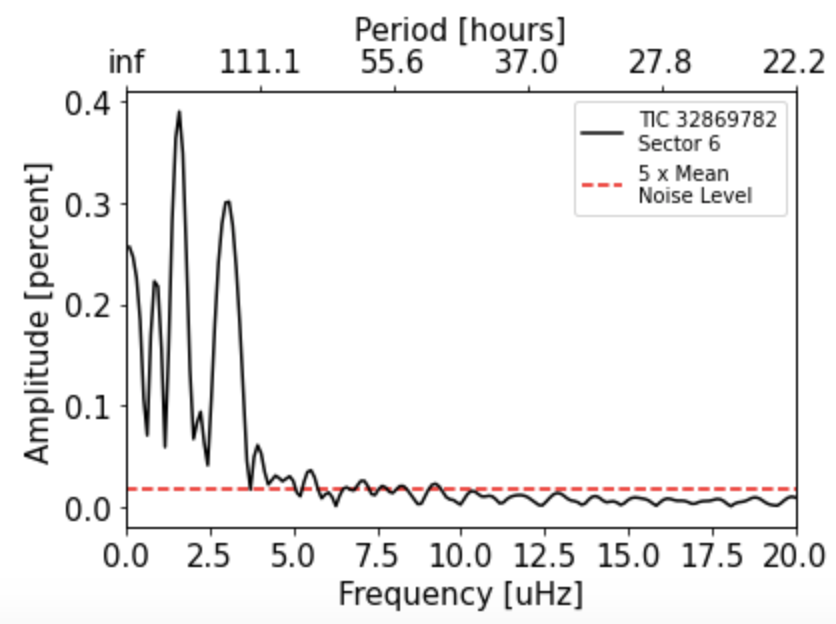 Period [hours]
inf 111.1 55.6 37.0 27.8 22.2
0.4
0.3
0.2
0.1
0.0
Amplitude [percent]
TIC 32869782
Sector 6
5 x Mean
Noise Level
0.0 2.5 5.0 7.5 10.0 12.5 15.0 17.5 20.0
Frequency [uHz]